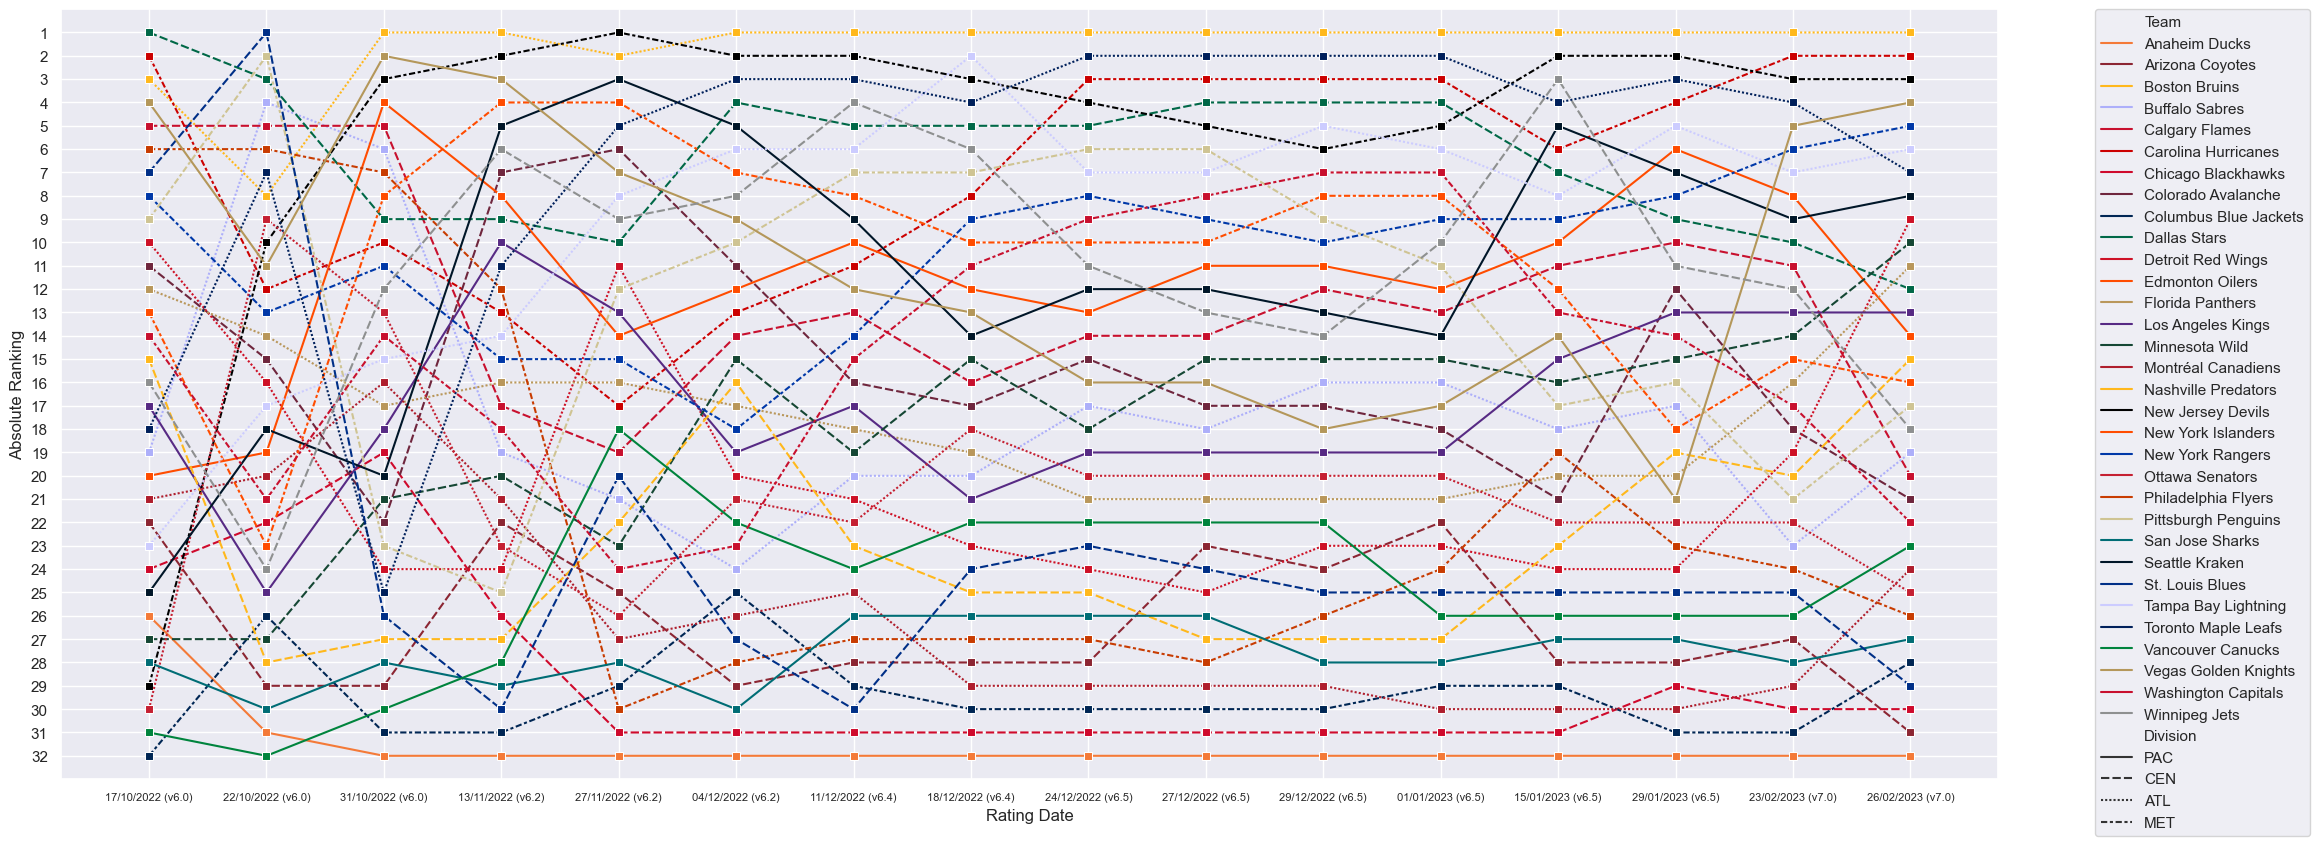 Absolute Ranking
1
2
3
4
5
6
7
8
9
10
11
12
13
14
15
16
17
18
19
20
21
22
23
24
25
26
27
28
29
30
31
32
17/10/2022 (v6.0)
22/10/2022 (v6.0)
31/10/2022 (v6.0)
13/11/2022 (v6.2)
27/11/2022 (v6.2)
04/12/2022 (v6.2)
11/12/2022 (v6.4)
18/12/2022 (v6.4)
24/12/2022 (v6.5)
27/12/2022 (v6.5)
29/12/2022 (v6.5)
01/01/2023 (v6.5)
15/01/2023 (v6.5)
29/01/2023 (v6.5)
23/02/2023 (v7.0)
26/02/2023 (v7.0)
Rating Date
Team
Anaheim Ducks
Arizona Coyotes
Boston Bruins
Buffalo Sabres
Calgary Flames
Carolina Hurricanes
Chicago Blackhawks
Colorado Avalanche
Columbus Blue Jackets
Dallas Stars
Detroit Red Wings
Edmonton Oilers
Florida Panthers
Los Angeles Kings
Minnesota Wild
Montréal Canadiens
Nashville Predators
New Jersey Devils
New York Islanders
New York Rangers
Ottawa Senators
Philadelphia Flyers
Pittsburgh Penguins
San Jose Sharks
Seattle Kraken
St. Louis Blues
Tampa Bay Lightning
Toronto Maple Leafs
Vancouver Canucks
Vegas Golden Knights
Washington Capitals
Winnipeg Jets
Division
PAC
CEN
ATL
MET